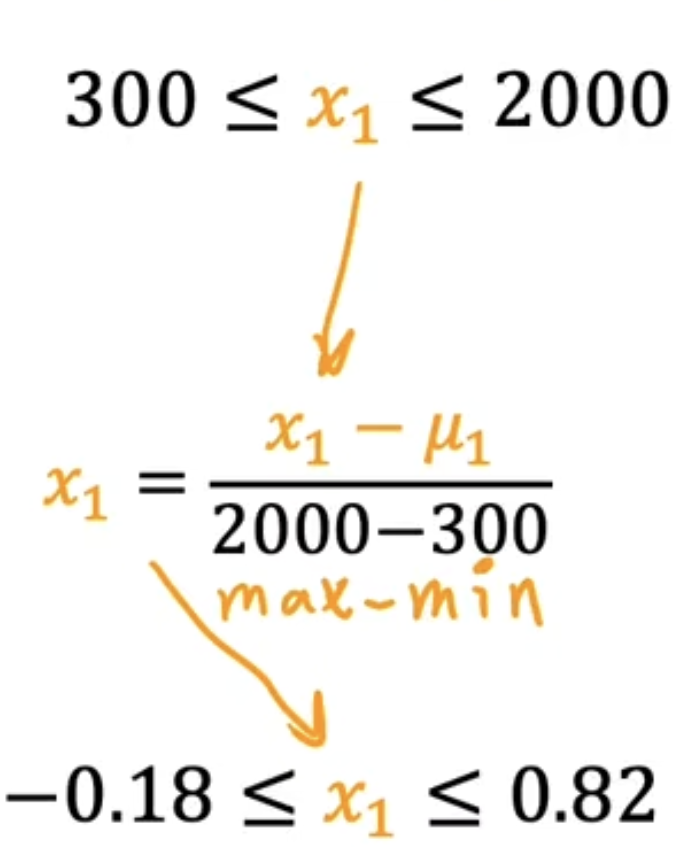 300 ≤ x₁ ≤ 2000
x₁ = (x₁ − μ₁) / (2000−300)
max-min
−0.18 ≤ x₁ ≤ 0.82